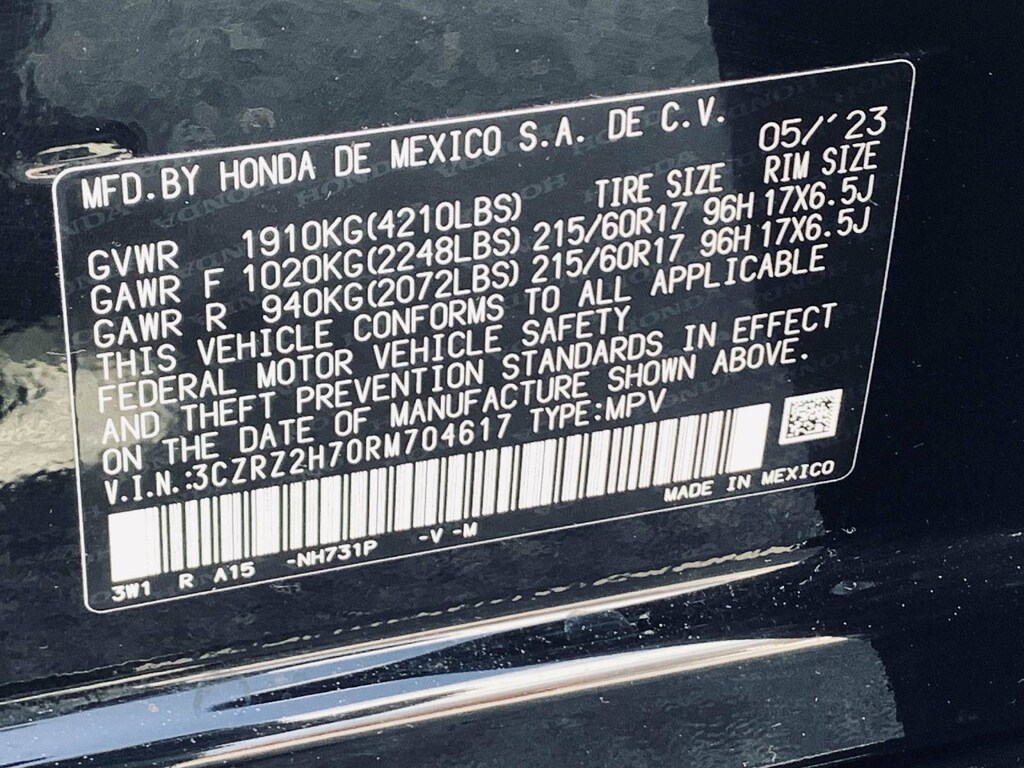 MFD.BY HONDA DE MEXICO S.A. DE C.V.
05/'23
TIRE SIZE RIM SIZE
GVWR 1910KG(4210LBS)
GAWR F 1020KG(2248LBS) 215/60R17 96H 17X6.5J
GAWR R 940KG(2072LBS) 215/60R17 96H 17X6.5J
THIS VEHICLE CONFORMS TO ALL APPLICABLE
FEDERAL MOTOR VEHICLE SAFETY
AND THEFT PREVENTION STANDARDS IN EFFECT
ON THE DATE OF MANUFACTURE SHOWN ABOVE.
V.I.N.:3CZRZ2H70RM704617 TYPE:MPV
MADE IN MEXICO
3W1 R A15 -NH731P -V -M